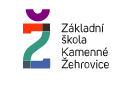 Základní
škola
Kamenné
Žehrovice